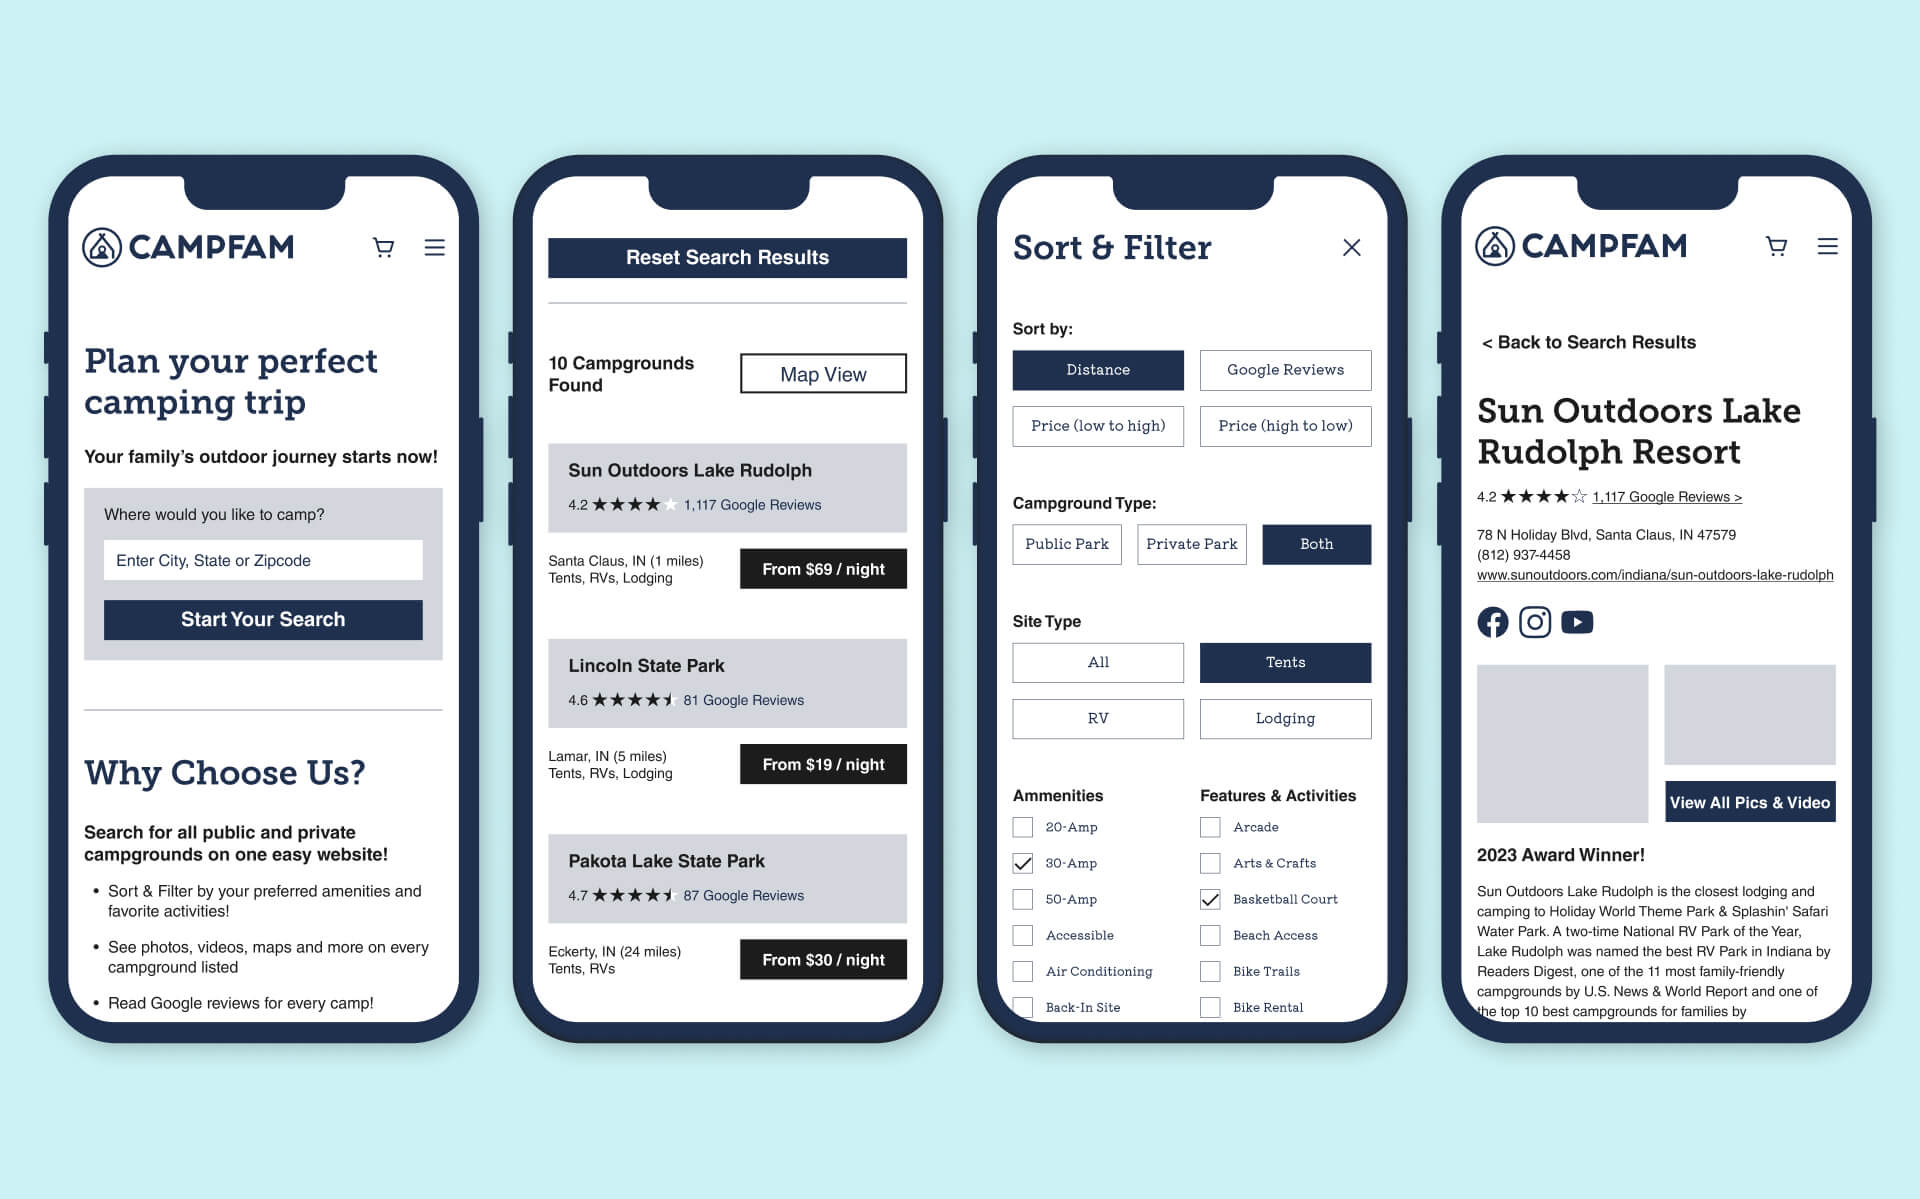 CAMPFAM
Plan your perfect
camping trip
Your family's outdoor journey starts now!
Where would you like to camp?
Enter City, State or Zipcode
Start Your Search
Why Choose Us?
Search for all public and private
campgrounds on one easy website!
• Sort & Filter by your preferred amenities and
favorite activities!
• See photos, videos, maps and more on every
campground listed
• Read Google reviews for every camp!
Reset Search Results
10 Campgrounds
Found
Map View
Sun Outdoors Lake Rudolph
4.2 ★★★★★ 1,117 Google Reviews
Santa Claus, IN (1 miles)
Tents, RVs, Lodging
From $69 / night
Lincoln State Park
4.6 ★★★★★ 81 Google Reviews
Lamar, IN (5 miles)
Tents, RVs, Lodging
From $19 / night
Pakota Lake State Park
4.7 ★★★★★ 87 Google Reviews
Eckerty, IN (24 miles)
Tents, RVs
From $30 / night
Sort & Filter
Sort by:
Distance
Google Reviews
Price (low to high)
Price (high to low)
Campground Type:
Public Park
Private Park
Both
Site Type
All
Tents
RV
Lodging
Ammenities
20-Amp
30-Amp
50-Amp
Accessible
Air Conditioning
Back-In Site
Features & Activities
Arcade
Arts & Crafts
Basketball Court
Beach Access
Bike Trails
Bike Rental
CAMPFAM
< Back to Search Results
Sun Outdoors Lake
Rudolph Resort
4.2 ★★★★☆ 1,117 Google Reviews >
78 N Holiday Blvd, Santa Claus, IN 47579
(812) 937-4458
www.sunoutdoors.com/indiana/sun-outdoors-lake-rudolph
View All Pics & Video
2023 Award Winner!
Sun Outdoors Lake Rudolph is the closest lodging and
camping to Holiday World Theme Park & Splashin' Safari
Water Park. A two-time National RV Park of the Year,
Lake Rudolph was named the best RV Park in Indiana by
Readers Digest, one of the 11 most family-friendly
campgrounds by U.S. News & World Report and one of
the top 10 best campgrounds for families by